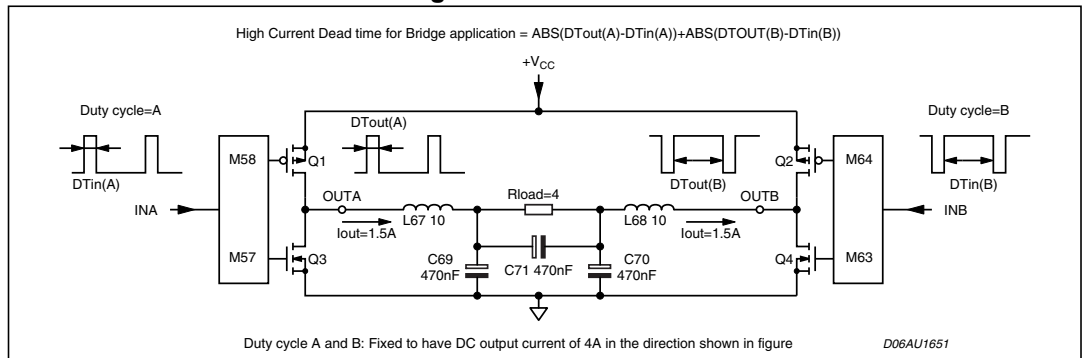 High Current Dead time for Bridge application = ABS(DTout(A)-DTin(A))+ABS(DTOUT(B)-DTin(B))
+VCC
Duty cycle=A
DTout(A)
Duty cycle=B
M58
Q1
Q2
M64
DTin(A)
DTout(B)
DTin(B)
INA
OUTA
Rload=4
OUTB
INB
L67 10
L68 10
Iout=1.5A
Iout=1.5A
M57
Q3
C69
470nF
C71 470nF
C70
470nF
Q4
M63
Duty cycle A and B: Fixed to have DC output current of 4A in the direction shown in figure
D06AU1651